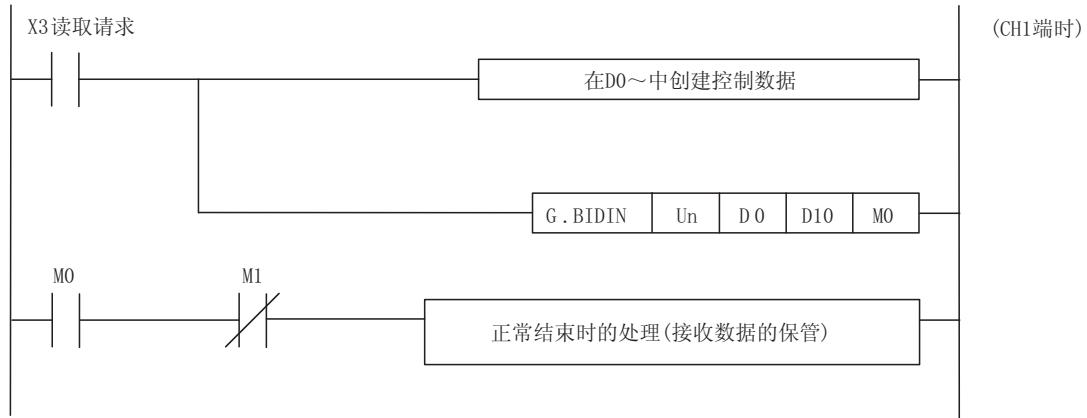 X3读取请求
(CH1端时)
在D0～中创建控制数据
G.BIDIN Un D0 D10 M0
M0 M1
正常结束时的处理(接收数据的保管)